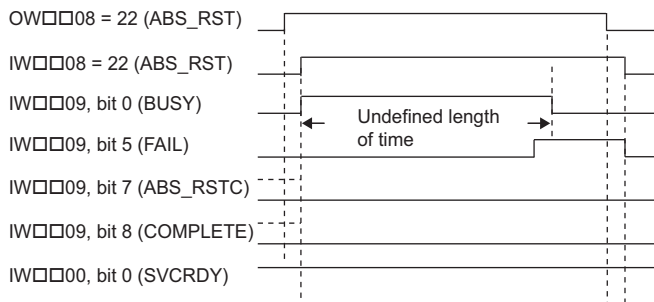 OW□□08 = 22 (ABS_RST)
IW□□08 = 22 (ABS_RST)
IW□□09, bit 0 (BUSY)
Undefined length
of time
IW□□09, bit 5 (FAIL)
IW□□09, bit 7 (ABS_RSTC)
IW□□09, bit 8 (COMPLETE)
IW□□00, bit 0 (SVCRDY)